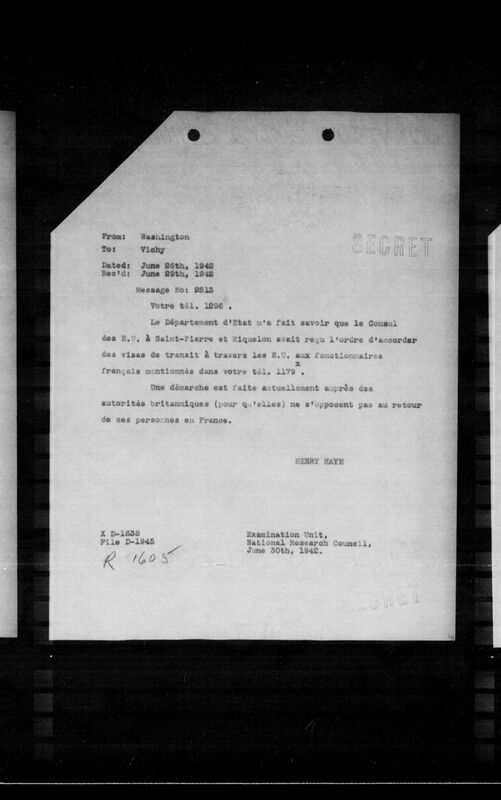 SECRET
From: Washington
To: Vichy
Dated: June 26th, 1942
Rec'd: June 29th, 1942
Message No: 2513
Votre tél. 1296 .
Le Département d'Etat m'a fait savoir que le Consul
des E.U. à Saint-Pierre et Miquelon avait reçu l'ordre d'accorder
des visas de transit à travers les E.U. aux fonctionnaires
français mentionnés dans votre tél. 1179 x .
Une démarche est faite actuellement auprès des
autorités britanniques (pour qu'elles) ne s'opposent pas au retour
de ces personnes en France.
HENRY HAYE
X D-1638
File D-1945
R 1605
Examination Unit,
National Research Council,
June 30th, 1942.
SECRET